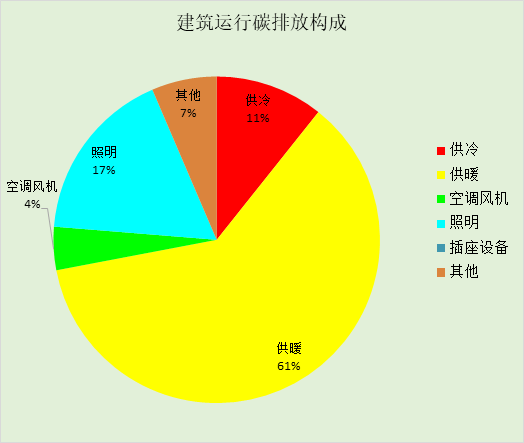 建筑运行碳排放构成
其他
7%
供冷
11%
照明
17%
空调风机
4%
供暖
61%
供冷
供暖
空调风机
照明
插座设备
其他